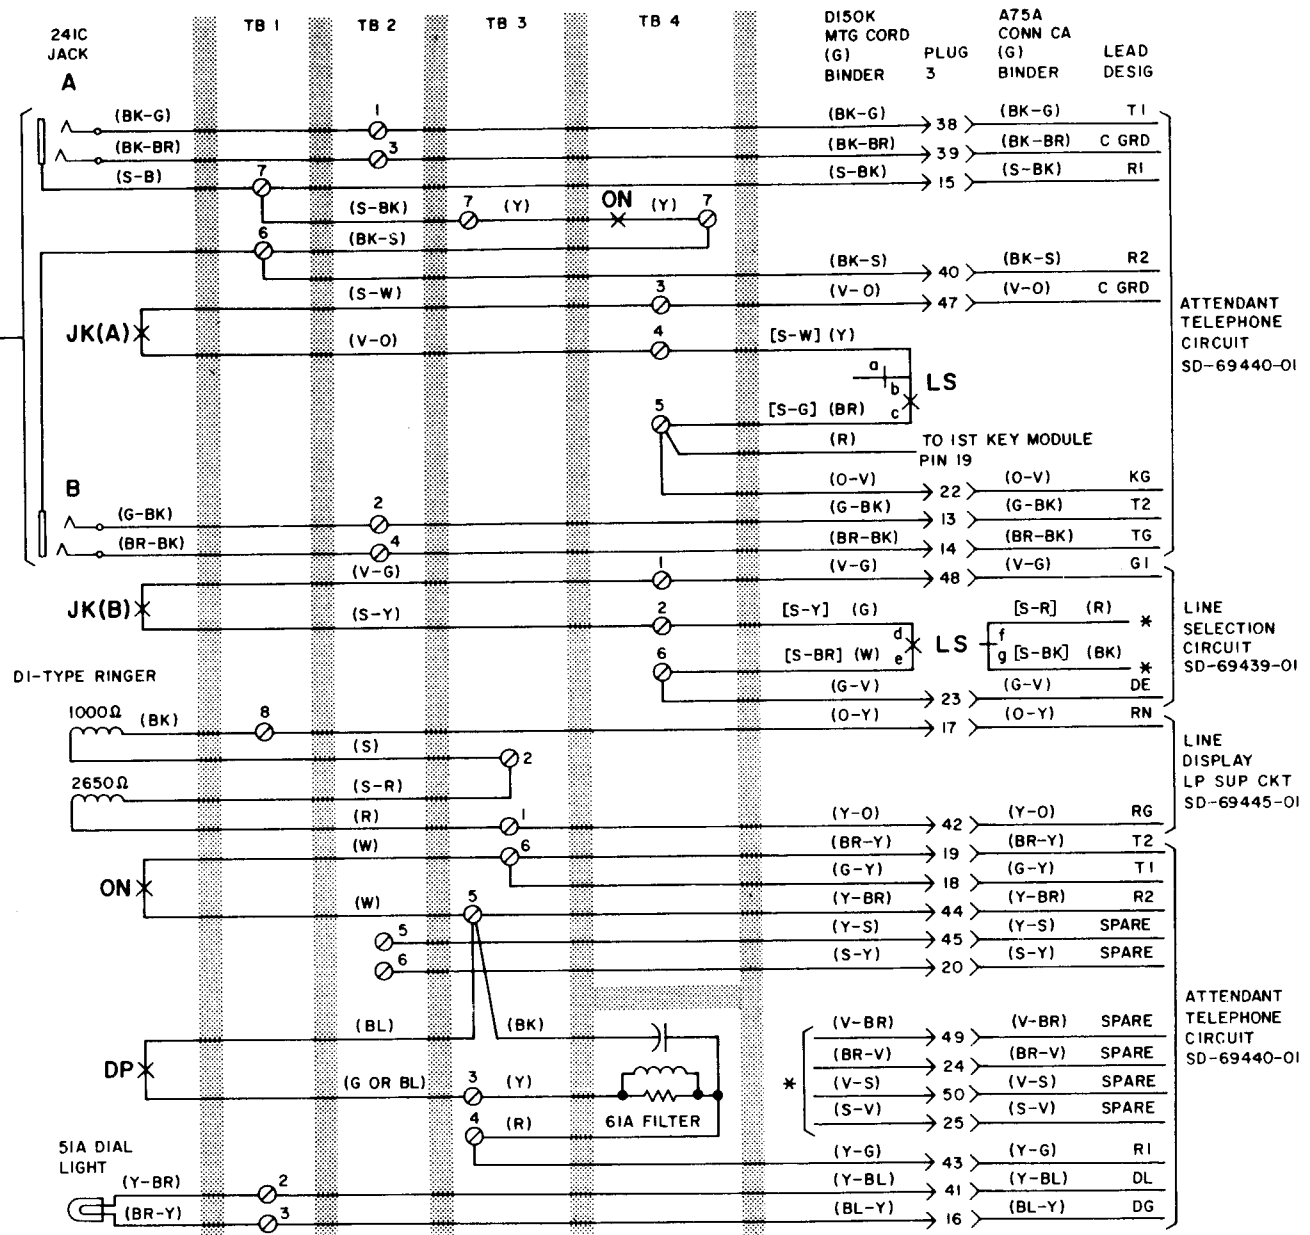 TB 1 TB 2 TB 3 TB 4
241C
JACK
D150K
MTG CORD
(G)
BINDER
PLUG
3
A75A
CONN CA
(G)
BINDER
LEAD
DESIG
A
(BK-G) 1 (BK-G) 38 (BK-G) T1
(BK-BR) 3 (BK-BR) 39 (BK-BR) C GRD
(S-B) 7 (S-BK) 15 (S-BK) R1
(S-BK) 7 (Y) ON (Y) 7
6 (BK-S)
(BK-S) 40 (BK-S) R2
(S-W) 3 (V-O) 47 (V-O) C GRD
JK(A)
(V-O) 4 [S-W] (Y)
a
b
c
LS
5 [S-G] (BR)
(R) TO 1ST KEY MODULE
PIN 19
(O-V) 22 (O-V) KG
B
(G-BK) 2 (G-BK) 13 (G-BK) T2
(BR-BK) 4 (BR-BK) 14 (BR-BK) TG
ATTENDANT
TELEPHONE
CIRCUIT
SD-69440-01
(V-G) 1 (V-G) 48 (V-G) G1
JK(B)
(S-Y) 2 [S-Y] (G) [S-R] (R) *
d
e
LS
f
g
6 [S-BR] (W) [S-BK] (BK) *
(G-V) 23 (G-V) DE
LINE
SELECTION
CIRCUIT
SD-69439-01
D1-TYPE RINGER
1000Ω (BK) 8 (O-Y) 17 (O-Y) RN
(S) 2
2650Ω (S-R)
(R) 1 (Y-O) 42 (Y-O) RG
LINE
DISPLAY
LP SUP CKT
SD-69445-01
(W) 6 (BR-Y) 19 (BR-Y) T2
ON
(G-Y) 18 (G-Y) T1
(W) 5 (Y-BR) 44 (Y-BR) R2
5 (Y-S) 45 (Y-S) SPARE
6 (S-Y) 20 (S-Y) SPARE
(BL) (BK)
DP
(G OR BL) 3 (Y)
61A FILTER
4 (R)
*
(V-BR) 49 (V-BR) SPARE
(BR-V) 24 (BR-V) SPARE
(V-S) 50 (V-S) SPARE
(S-V) 25 (S-V) SPARE
(Y-G) 43 (Y-G) R1
51A DIAL
LIGHT
(Y-BR) 2 (Y-BL) 41 (Y-BL) DL
(BR-Y) 3 (BL-Y) 16 (BL-Y) DG
ATTENDANT
TELEPHONE
CIRCUIT
SD-69440-01